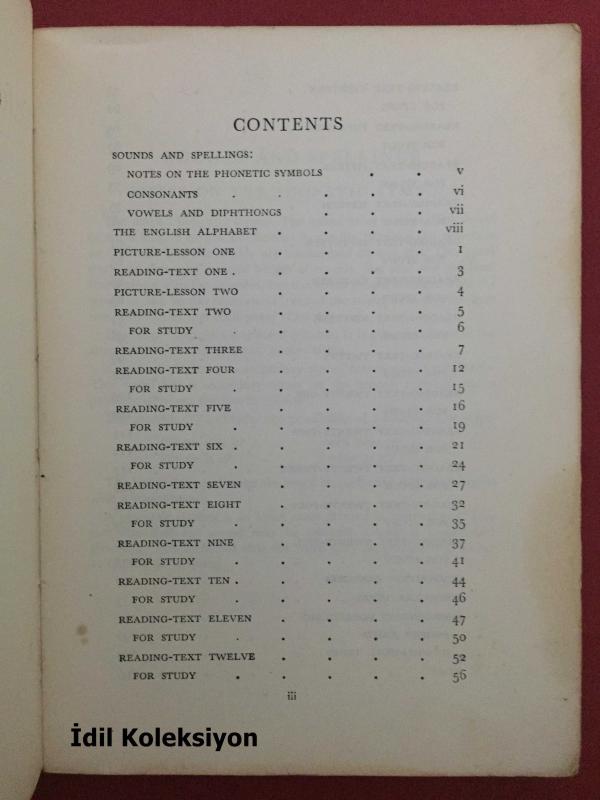 CONTENTS
SOUNDS AND SPELLINGS:
NOTES ON THE PHONETIC SYMBOLS . . v
CONSONANTS . . . . . vi
VOWELS AND DIPHTHONGS . . . vii
THE ENGLISH ALPHABET . . . . viii
PICTURE-LESSON ONE . . . . 1
READING-TEXT ONE . . . . . 3
PICTURE-LESSON TWO . . . . 4
READING-TEXT TWO . . . . 5
FOR STUDY . . . . . 6
READING-TEXT THREE . . . . 7
READING-TEXT FOUR . . . . 12
FOR STUDY . . . . . 15
READING-TEXT FIVE . . . . 16
FOR STUDY . . . . . 19
READING-TEXT SIX . . . . . 21
FOR STUDY . . . . . 24
READING-TEXT SEVEN . . . . 27
READING-TEXT EIGHT . . . . 32
FOR STUDY . . . . . 35
READING-TEXT NINE . . . . 37
FOR STUDY . . . . . 41
READING-TEXT TEN . . . . . 44
FOR STUDY . . . . . 46
READING-TEXT ELEVEN . . . . 47
FOR STUDY . . . . . 50
READING-TEXT TWELVE . . . . 52
FOR STUDY . . . . . 56
iii
İdil Koleksiyon